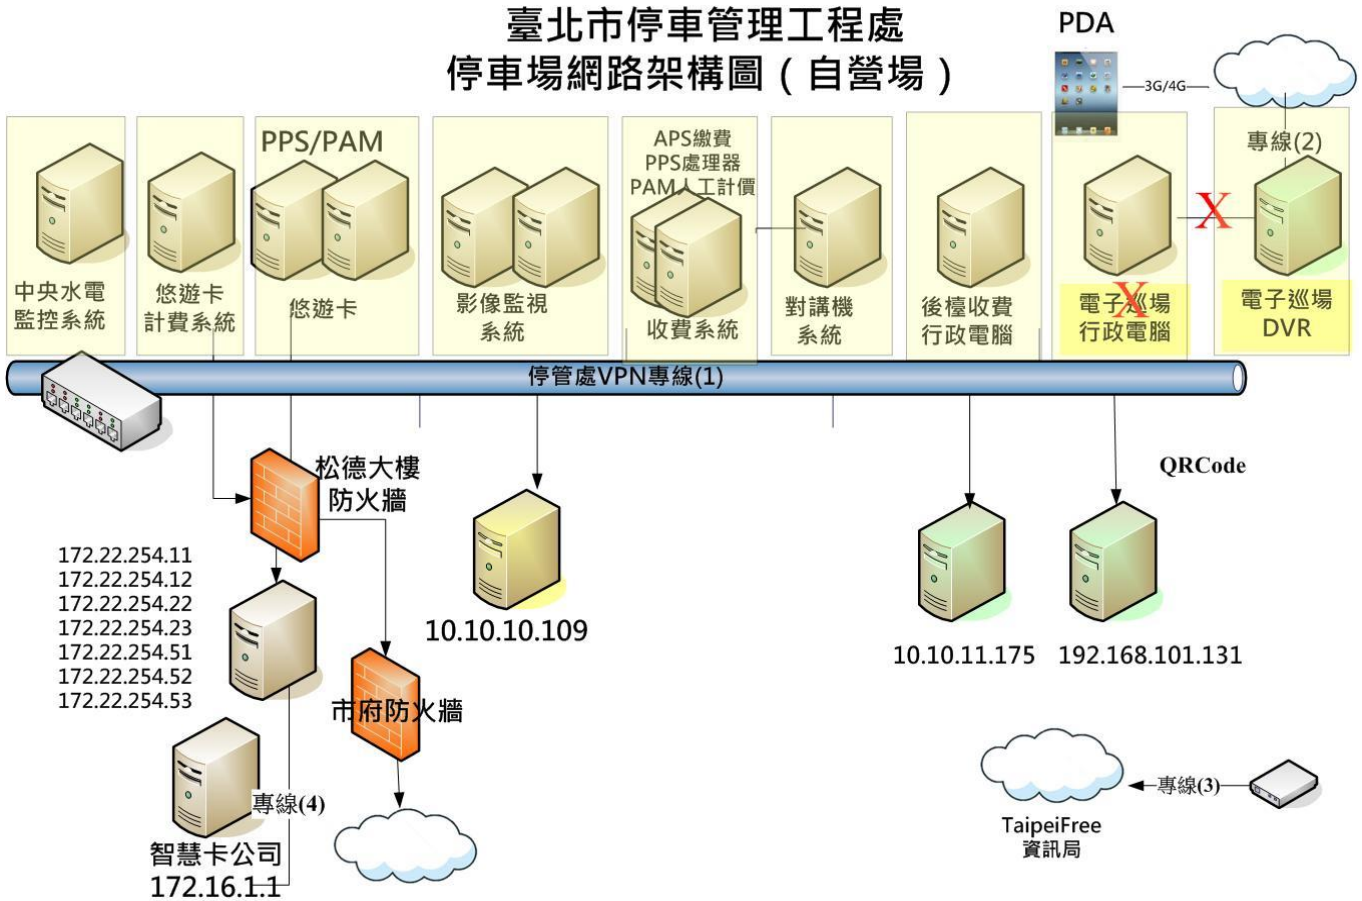 臺北市停車管理工程處
停車場網路架構圖（自營場）
PDA
3G/4G
專線(2)
PPS/PAM
APS繳費
PPS處理器
PAM人工計價
X
中央水電
監控系統
悠遊卡
計費系統
悠遊卡
影像監視
系統
收費系統
對講機
系統
後檯收費
行政電腦
電子巡場
行政電腦
X
電子巡場
DVR
停管處VPN專線(1)
松德大樓
防火牆
QRCode
172.22.254.11
172.22.254.12
172.22.254.22
172.22.254.23
172.22.254.51
172.22.254.52
172.22.254.53
10.10.10.109
10.10.11.175
192.168.101.131
市府防火牆
專線(4)
智慧卡公司
172.16.1.1
專線(3)
TaipeiFree
資訊局